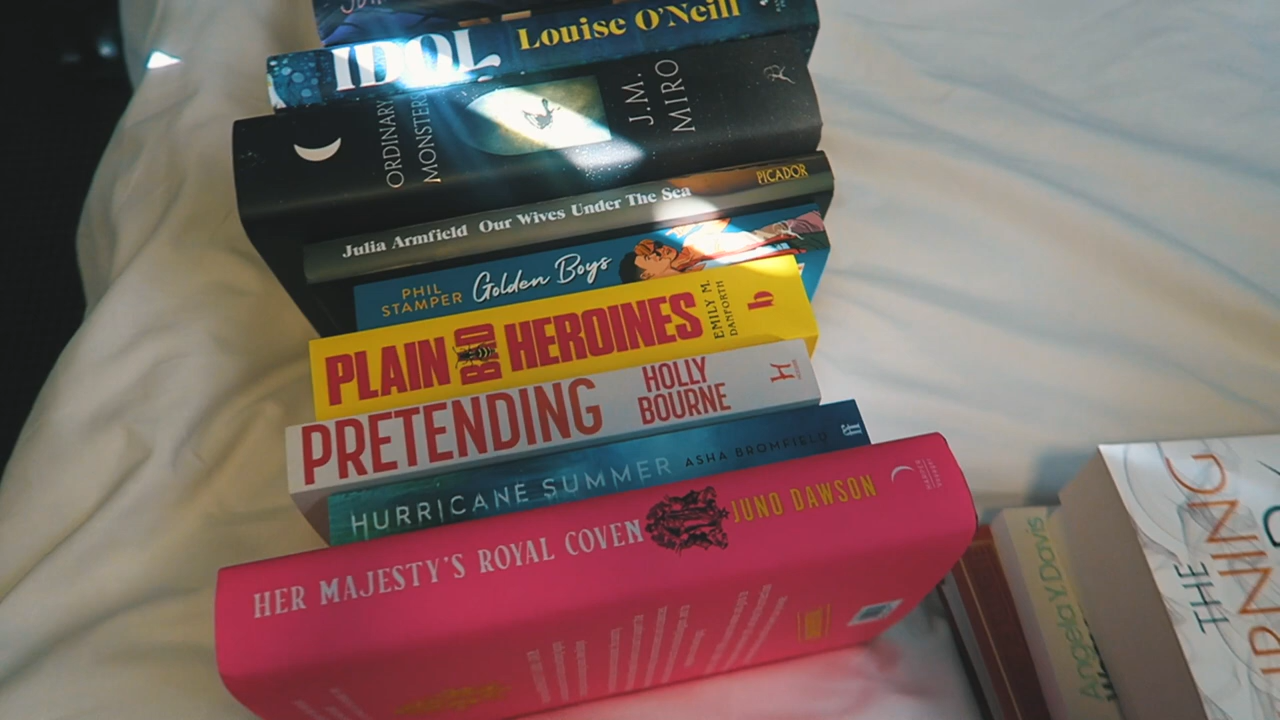 IDOL Louise O'Neill
ORDINARY
MONSTERS
J.M.
MIRO
Julia Armfield Our Wives Under The Sea PICADOR
PHIL
STAMPER
Golden Boys
PLAIN BAD HEROINES
EMILY M.
DANFORTH
b
PRETENDING
HOLLY
BOURNE
H
HURRICANE SUMMER ASHA BROMFIELD
HER MAJESTY'S ROYAL COVEN JUNO DAWSON
Angela Y. Davis
THE